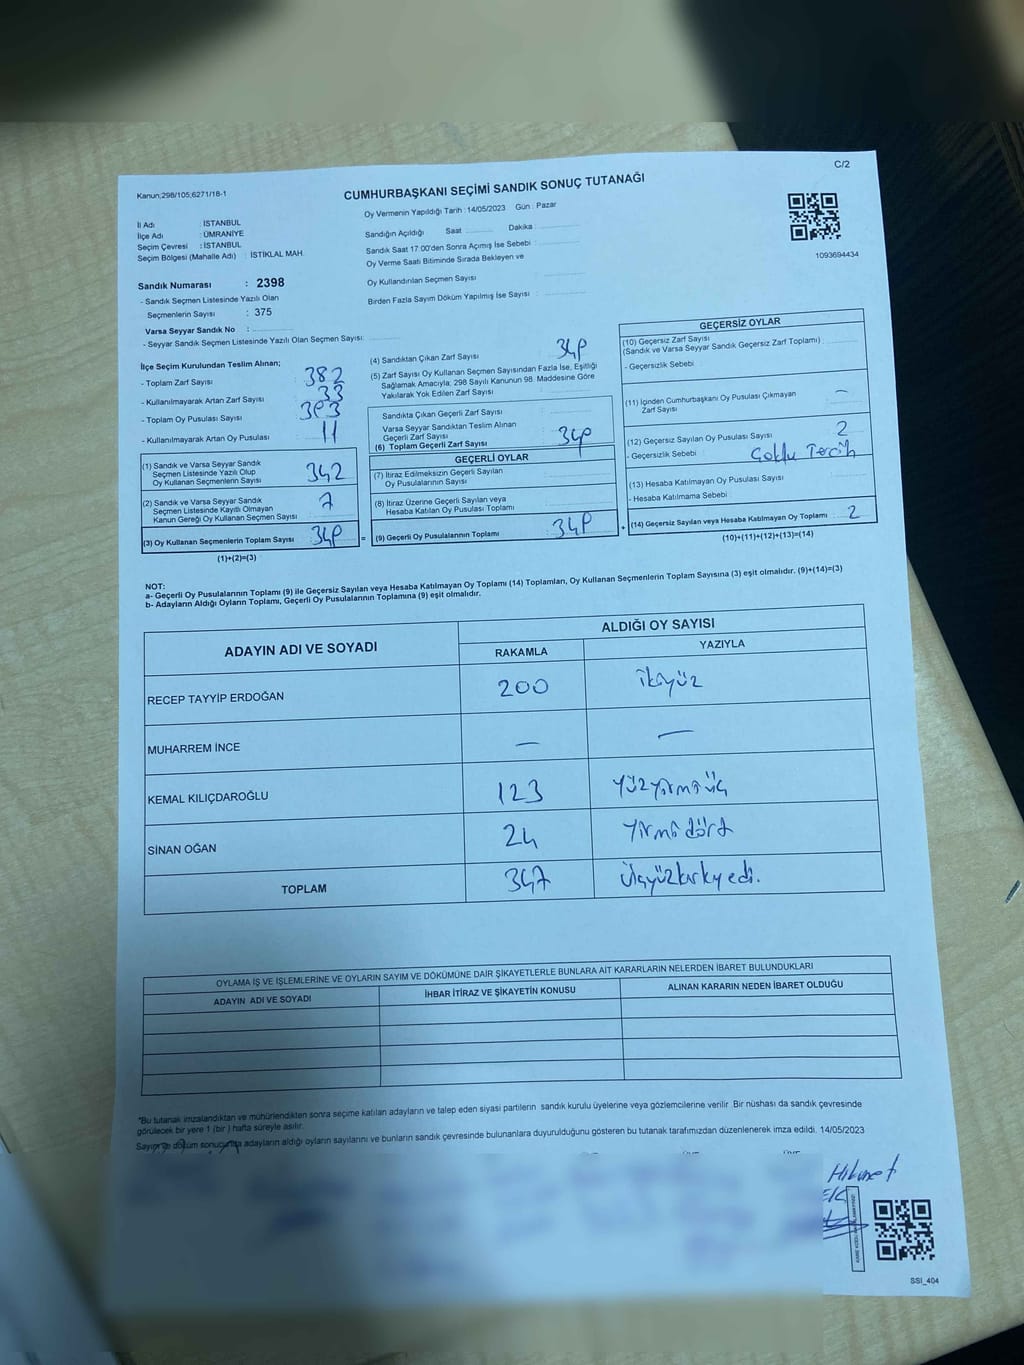 C/2
Kanun;298/105;6271/18-1
CUMHURBAŞKANI SEÇİMİ SANDIK SONUÇ TUTANAĞI
Oy Vermenin Yapıldığı Tarih : 14/05/2023 Gün : Pazar
İl Adı : İSTANBUL
İlçe Adı : ÜMRANİYE
Seçim Çevresi : İSTANBUL
Seçim Bölgesi (Mahalle Adı) : İSTİKLAL MAH.
Sandığın Açıldığı Saat Dakika :
Sandık Saat 17:00'den Sonra Açmış İse Sebebi :
Oy Verme Saati Bitiminde Sırada Bekleyen ve
Oy Kullandırılan Seçmen Sayısı :
Birden Fazla Sayım Döküm Yapılmış İse Sayısı :
1093694434
Sandık Numarası : 2398
- Sandık Seçmen Listesinde Yazılı Olan
Seçmenlerin Sayısı : 375
Varsa Seyyar Sandık No :
- Seyyar Sandık Seçmen Listesinde Yazılı Olan Seçmen Sayısı:
İlçe Seçim Kurulundan Teslim Alınan;
- Toplam Zarf Sayısı : 382
- Kullanılmayarak Artan Zarf Sayısı : 33
- Toplam Oy Pusulası Sayısı : 393
- Kullanılmayarak Artan Oy Pusulası : 11
(1) Sandık ve Varsa Seyyar Sandık
Seçmen Listesinde Yazılı Olup
Oy Kullanan Seçmen Sayısı : 342
(2) Sandık ve Varsa Seyyar Sandık
Seçmen Listesinde Kayıtlı Olmayan
Kanun Gereği Oy Kullanan Seçmen Sayısı : 7
(3) Oy Kullanan Seçmenlerin Toplam Sayısı : 349
(1)+(2)=(3)
(4) Sandıktan Çıkan Zarf Sayısı : 349
(5) Zarf Sayısı Oy Kullanan Seçmen Sayısından Fazla İse, Eşitliği
Sağlamak Amacıyla; 298 Sayılı Kanunun 98. Maddesine Göre
Yakılarak Yok Edilen Zarf Sayısı :
Sandıkta Çıkan Geçerli Zarf Sayısı :
Varsa Seyyar Sandıktan Teslim Alınan
Geçerli Zarf Sayısı :
(6) Toplam Geçerli Zarf Sayısı : 349
GEÇERLİ OYLAR
(7) İtiraz Edilmeksizin Geçerli Sayılan
Oy Pusulalarının Sayısı :
(8) İtiraz Üzerine Geçerli Sayılan veya
Hesaba Katılan Oy Pusulası Toplamı :
= (9) Geçerli Oy Pusulalarının Toplamı : 349
GEÇERSİZ OYLAR
(10) Geçersiz Zarf Sayısı
(Sandık ve Varsa Seyyar Sandık Geçersiz Zarf Toplamı) :
- Geçersizlik Sebebi :
(11) İçinden Cumhurbaşkanı Oy Pusulası Çıkmayan
Zarf Sayısı : —
(12) Geçersiz Sayılan Oy Pusulası Sayısı : 2
- Geçersizlik Sebebi : Çoklu Tercih
(13) Hesaba Katılmayan Oy Pusulası Sayısı :
- Hesaba Katılmama Sebebi :
+ (14) Geçersiz Sayılan veya Hesaba Katılmayan Oy Toplamı : 2
(10)+(11)+(12)+(13)=(14)
NOT:
a- Geçerli Oy Pusulalarının Toplamı (9) ile Geçersiz Sayılan veya Hesaba Katılmayan Oy Toplamı (14) Toplamları, Oy Kullanan Seçmenlerin Toplam Sayısına (3) eşit olmalıdır. (9)+(14)=(3)
b- Adayların Aldığı Oyların Toplamı, Geçerli Oy Pusulalarının Toplamına (9) eşit olmalıdır.
ADAYIN ADI VE SOYADI ALDIĞI OY SAYISI
RAKAMLA YAZIYLA
RECEP TAYYİP ERDOĞAN 200 ikiyüz
MUHARREM İNCE — —
KEMAL KILIÇDAROĞLU 123 yüzyirmiüç
SİNAN OĞAN 24 yirmidört
TOPLAM 347 üçyüzkırkyedi.
OYLAMA İŞ VE İŞLEMLERİNE VE OYLARIN SAYIM VE DÖKÜMÜNE DAİR ŞİKAYETLERLE BUNLARA AİT KARARLARIN NELERDEN İBARET BULUNDUKLARI
ADAYIN ADI VE SOYADI İHBAR İTİRAZ VE ŞİKAYETİN KONUSU ALINAN KARARIN NEDEN İBARET OLDUĞU
*Bu tutanak imzalandıktan ve mühürlendikten sonra seçime katılan adayların ve talep eden siyasi partilerin sandık kurulu üyelerine veya gözlemcilerine verilir .Bir nüshası da sandık çevresinde
görülecek bir yere 1 (bir ) hafta süreyle asılır.
Sayım ve döküm sonucunda adayların aldığı oyların sayılarını ve bunların sandık çevresinde bulunanlara duyurulduğunu gösteren bu tutanak tarafımızdan düzenlenerek imza edildi. 14/05/2023
Hikmet
SSI_404